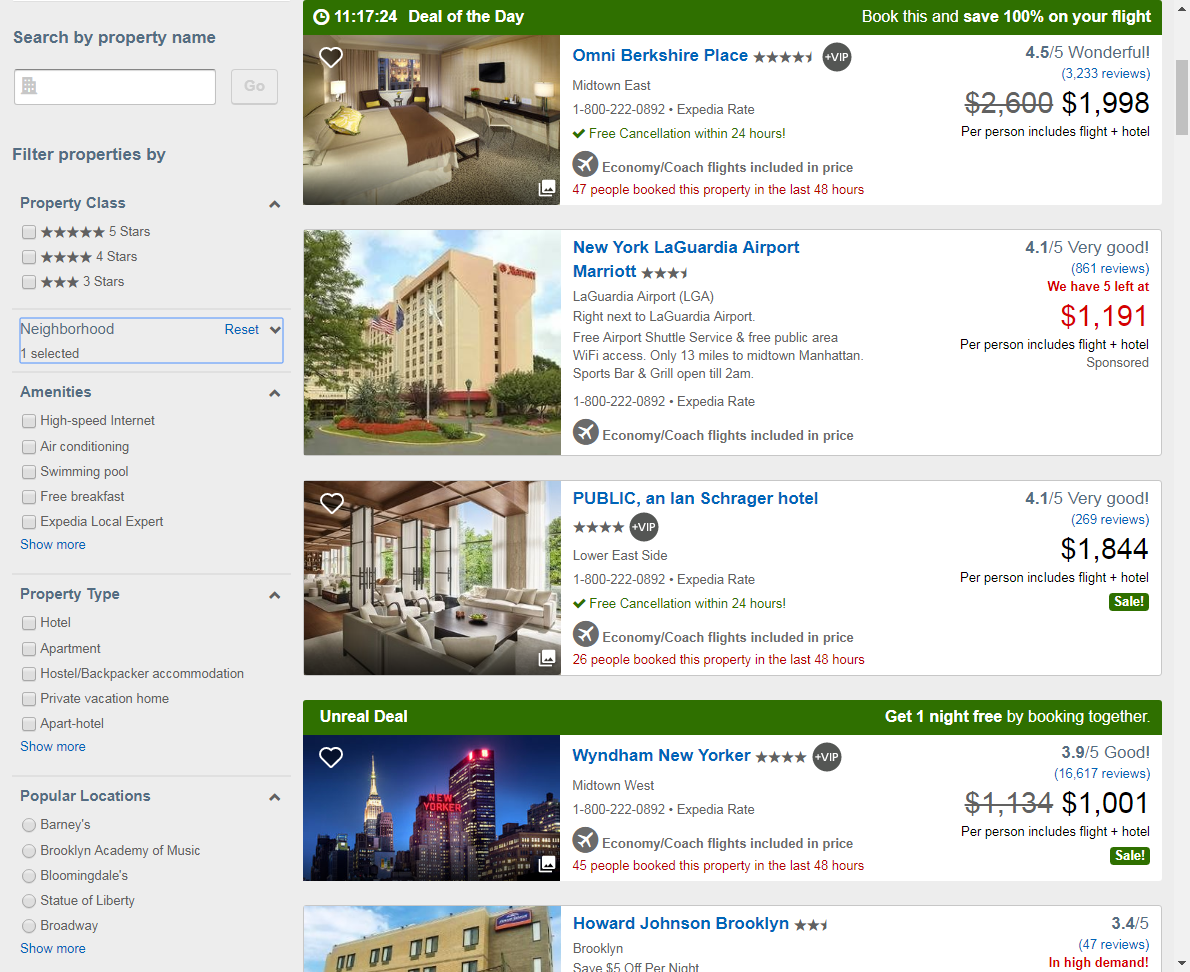 Search by property name
Go
Filter properties by
Property Class
5 Stars
4 Stars
3 Stars
Neighborhood Reset
1 selected
Amenities
High-speed Internet
Air conditioning
Swimming pool
Free breakfast
Expedia Local Expert
Show more
Property Type
Hotel
Apartment
Hostel/Backpacker accommodation
Private vacation home
Apart-hotel
Show more
Popular Locations
Barney's
Brooklyn Academy of Music
Bloomingdale's
Statue of Liberty
Broadway
Show more
11:17:24 Deal of the Day Book this and save 100% on your flight
Omni Berkshire Place +VIP
Midtown East
1-800-222-0892 • Expedia Rate
Free Cancellation within 24 hours!
Economy/Coach flights included in price
47 people booked this property in the last 48 hours
4.5/5 Wonderful!
(3,233 reviews)
$2,600 $1,998
Per person includes flight + hotel
Marriott
New York LaGuardia Airport
Marriott
LaGuardia Airport (LGA)
Right next to LaGuardia Airport.
Free Airport Shuttle Service & free public area
WiFi access. Only 13 miles to midtown Manhattan.
Sports Bar & Grill open till 2am.
1-800-222-0892 • Expedia Rate
Economy/Coach flights included in price
4.1/5 Very good!
(861 reviews)
We have 5 left at
$1,191
Per person includes flight + hotel
Sponsored
PUBLIC, an Ian Schrager hotel
+VIP
Lower East Side
1-800-222-0892 • Expedia Rate
Free Cancellation within 24 hours!
Economy/Coach flights included in price
26 people booked this property in the last 48 hours
4.1/5 Very good!
(269 reviews)
$1,844
Per person includes flight + hotel
Sale!
Unreal Deal Get 1 night free by booking together.
NEW
YORKER
Wyndham New Yorker +VIP
Midtown West
1-800-222-0892 • Expedia Rate
Economy/Coach flights included in price
45 people booked this property in the last 48 hours
3.9/5 Good!
(16,617 reviews)
$1,134 $1,001
Per person includes flight + hotel
Sale!
Howard Johnson Brooklyn
Brooklyn
Save $5 Off Per Night
3.4/5
(47 reviews)
In high demand!